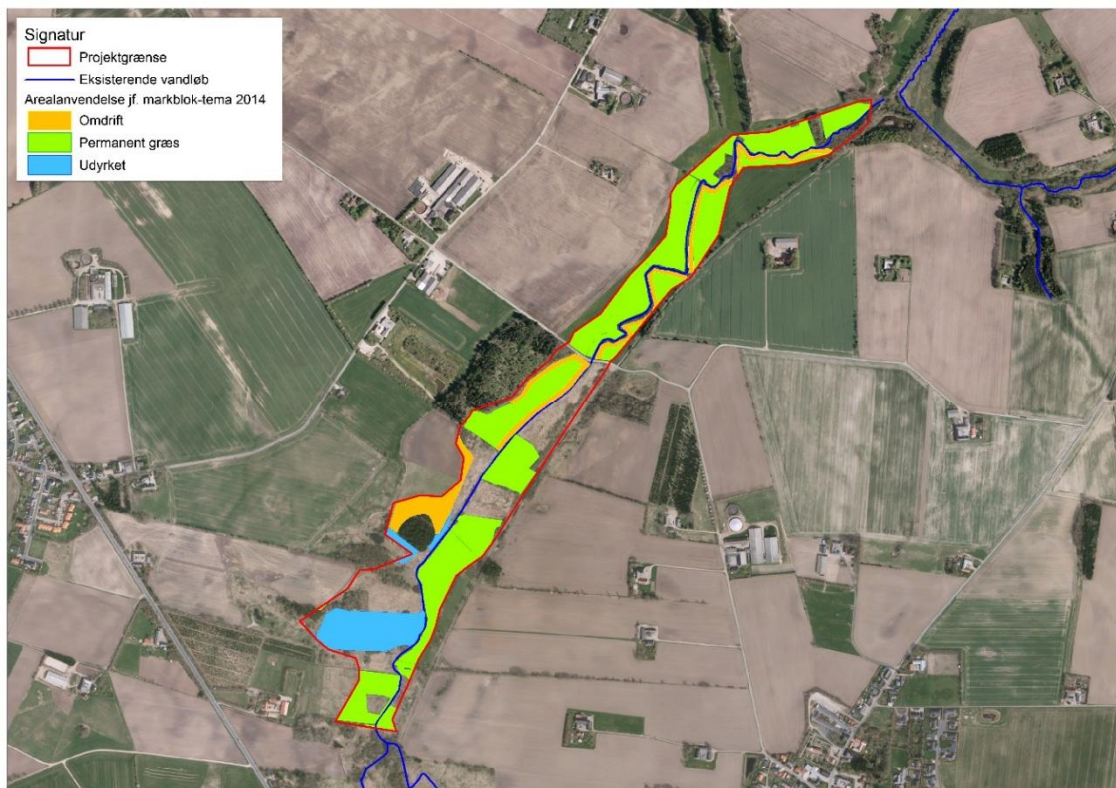 Signatur
Projektgrænse
Eksisterende vandløb
Arealanvendelse jf. markblok-tema 2014
Omdrift
Permanent græs
Udyrket